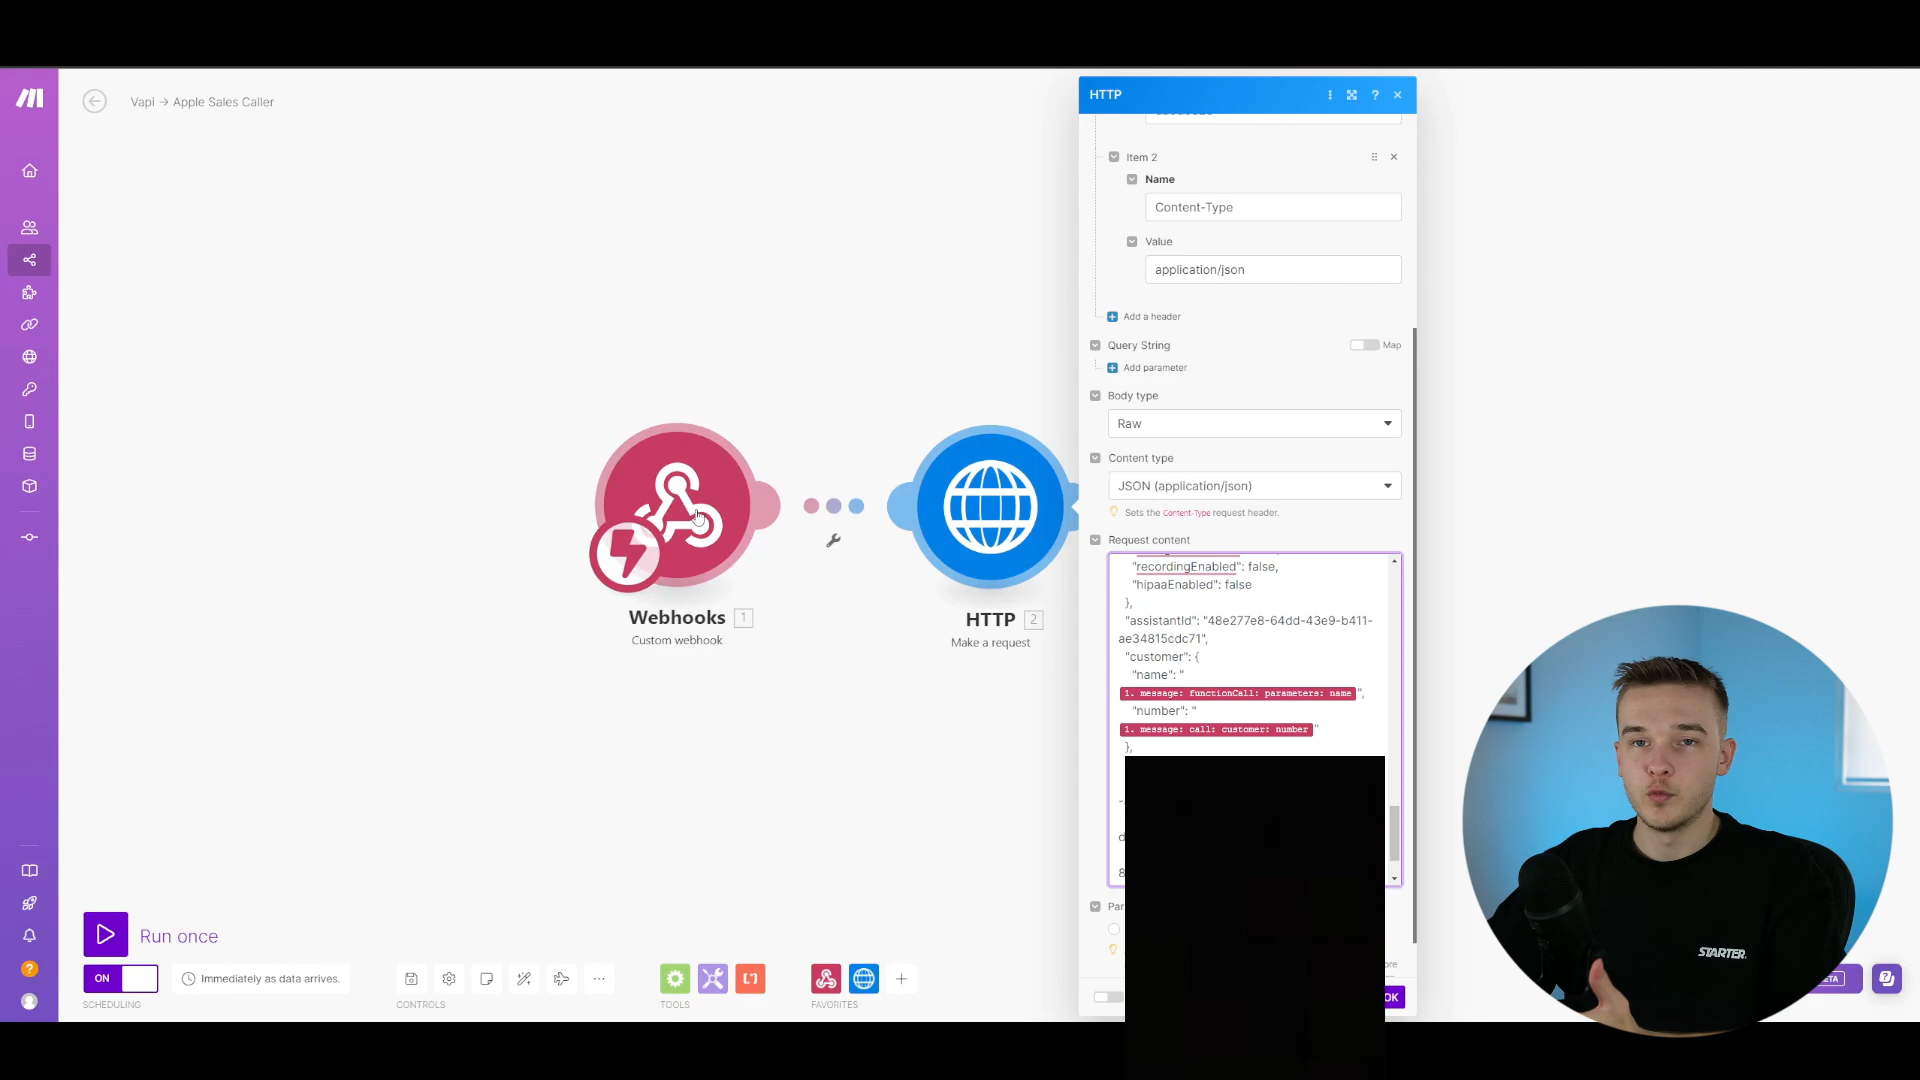 Vapi → Apple Sales Caller
HTTP
Item 2
Name
Content-Type
Value
application/json
Add a header
Query String
Map
Add parameter
Body type
Raw
Content type
JSON (application/json)
Sets the Content-Type request header.
Request content
"recordingEnabled": false,
"hipaaEnabled": false
},
"assistantId": "48e277e8-64dd-43e9-b411-
ae34815cdc71",
"customer": {
"name": "
1. message: functionCall: parameters: name ",
"number": "
1. message: call: customer: number "
},
Webhooks 1
Custom webhook
HTTP 2
Make a request
Run once
ON
Immediately as data arrives.
SCHEDULING
CONTROLS
TOOLS
FAVORITES
OK
STARTER.